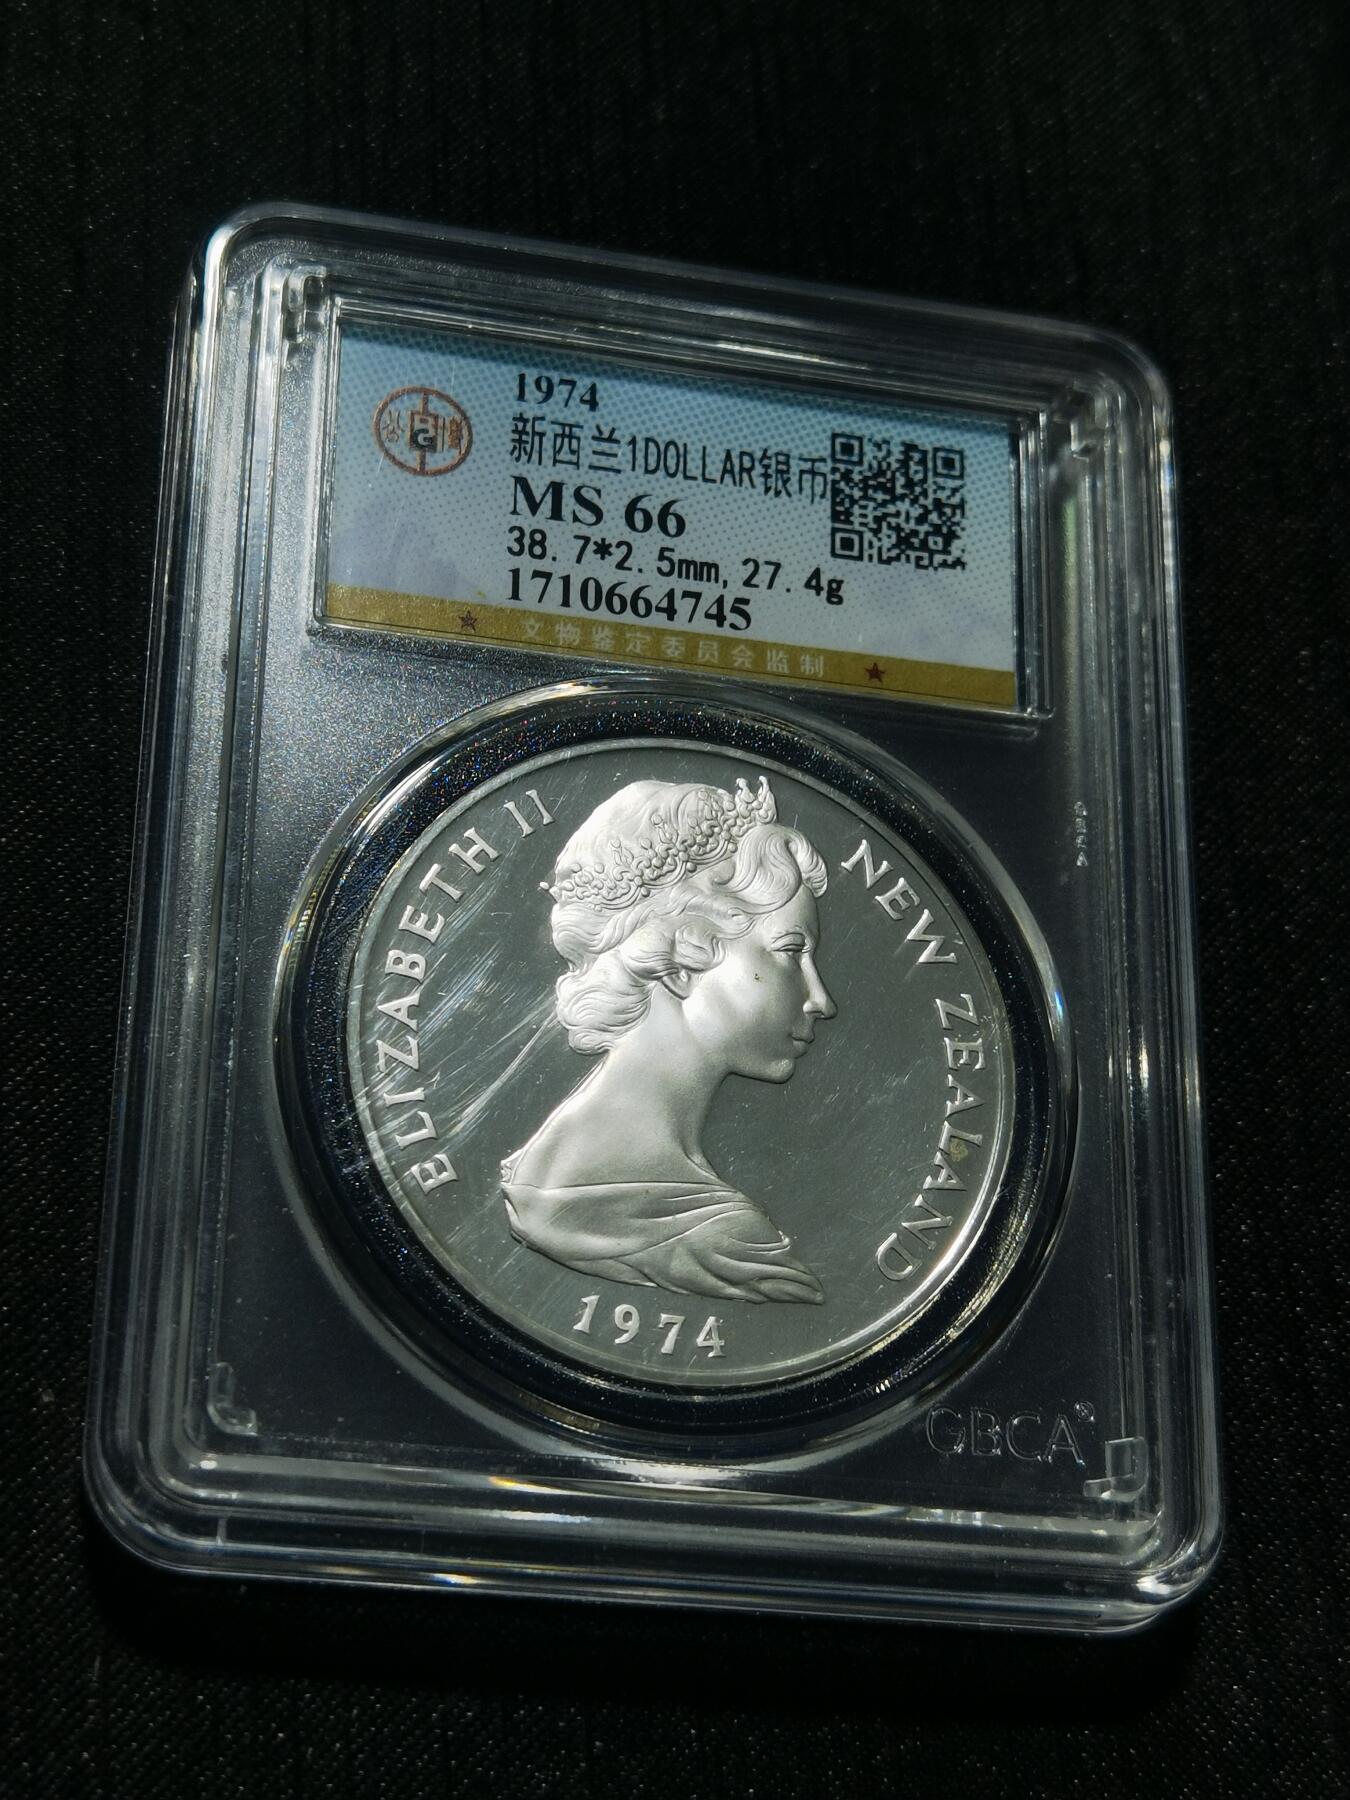 1974
新西兰1DOLLAR银币
MS 66
38.7*2.5mm,27.4g
1710664745
文物鉴定委员会监制
ELIZABETH II
NEW ZEALAND
1974
GBCA®